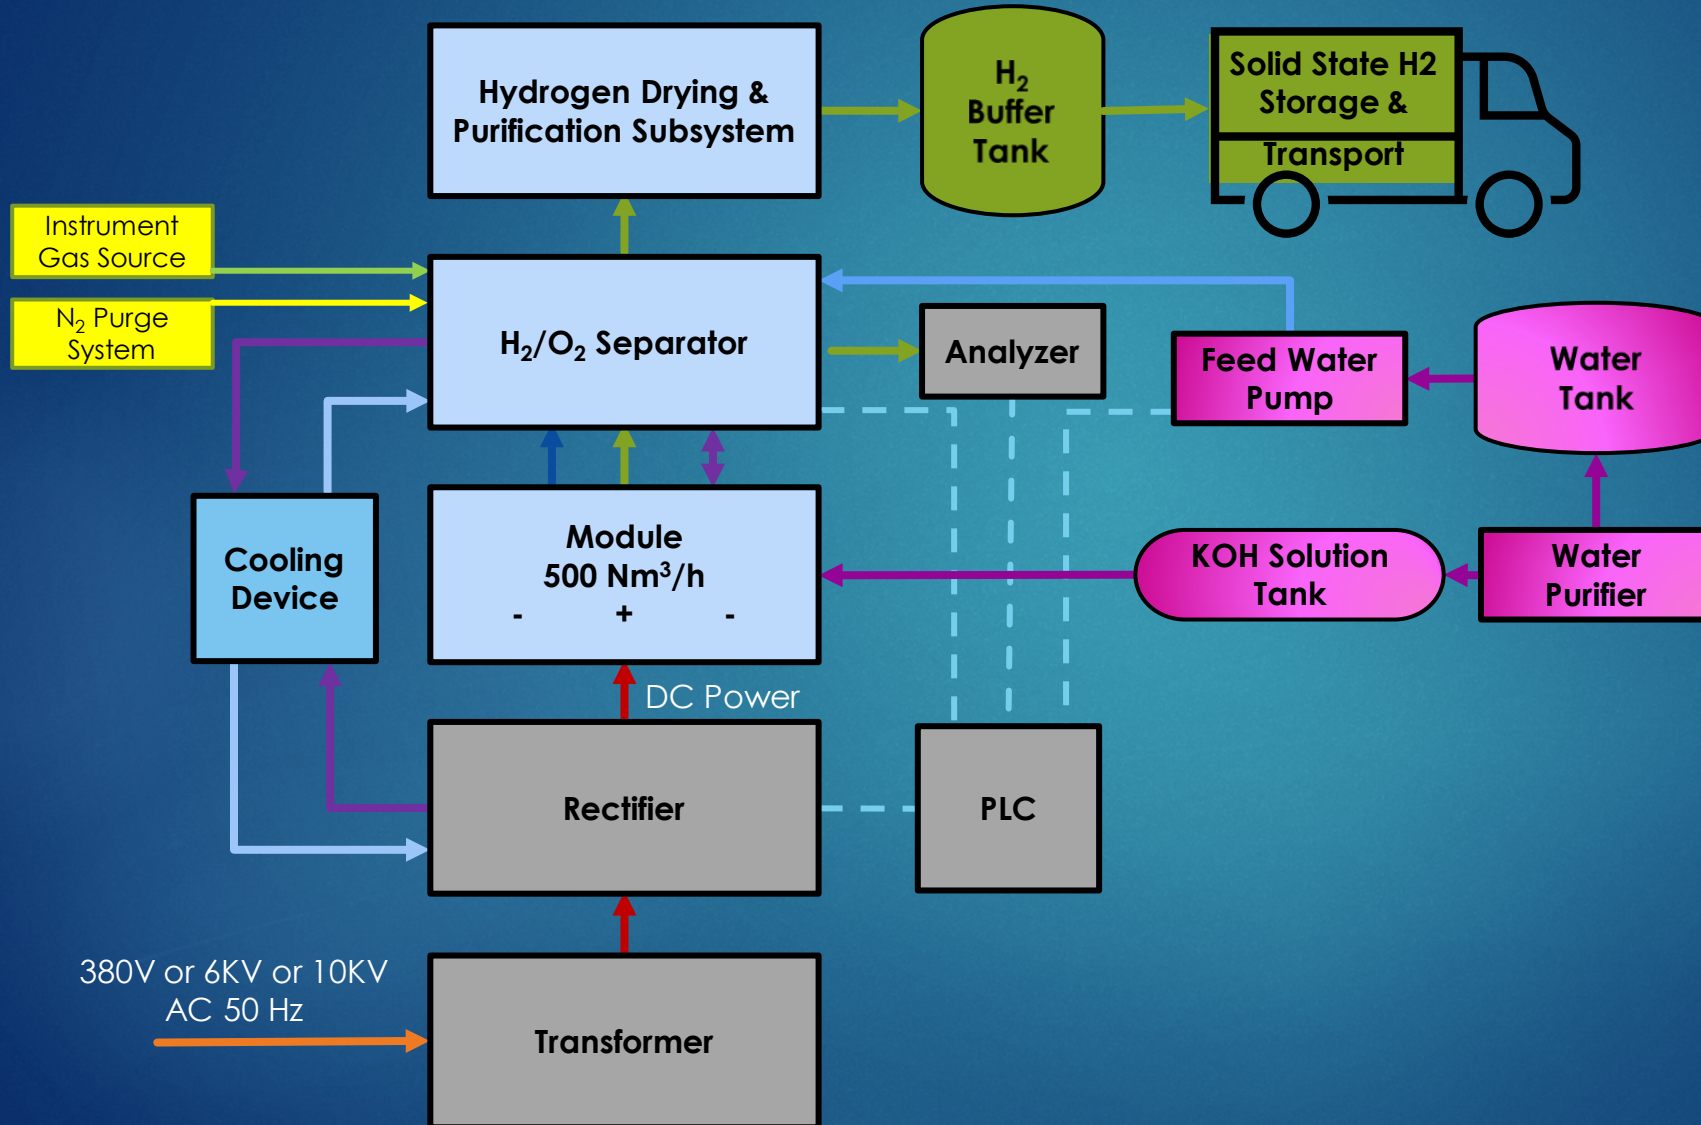 Hydrogen Drying &
Purification Subsystem
H₂
Buffer
Tank
Solid State H2
Storage &
Transport
Instrument
Gas Source
N₂ Purge
System
H₂/O₂ Separator
Analyzer
Feed Water
Pump
Water
Tank
Cooling
Device
Module
500 Nm³/h
- + -
KOH Solution
Tank
Water
Purifier
DC Power
Rectifier
PLC
380V or 6KV or 10KV
AC 50 Hz
Transformer